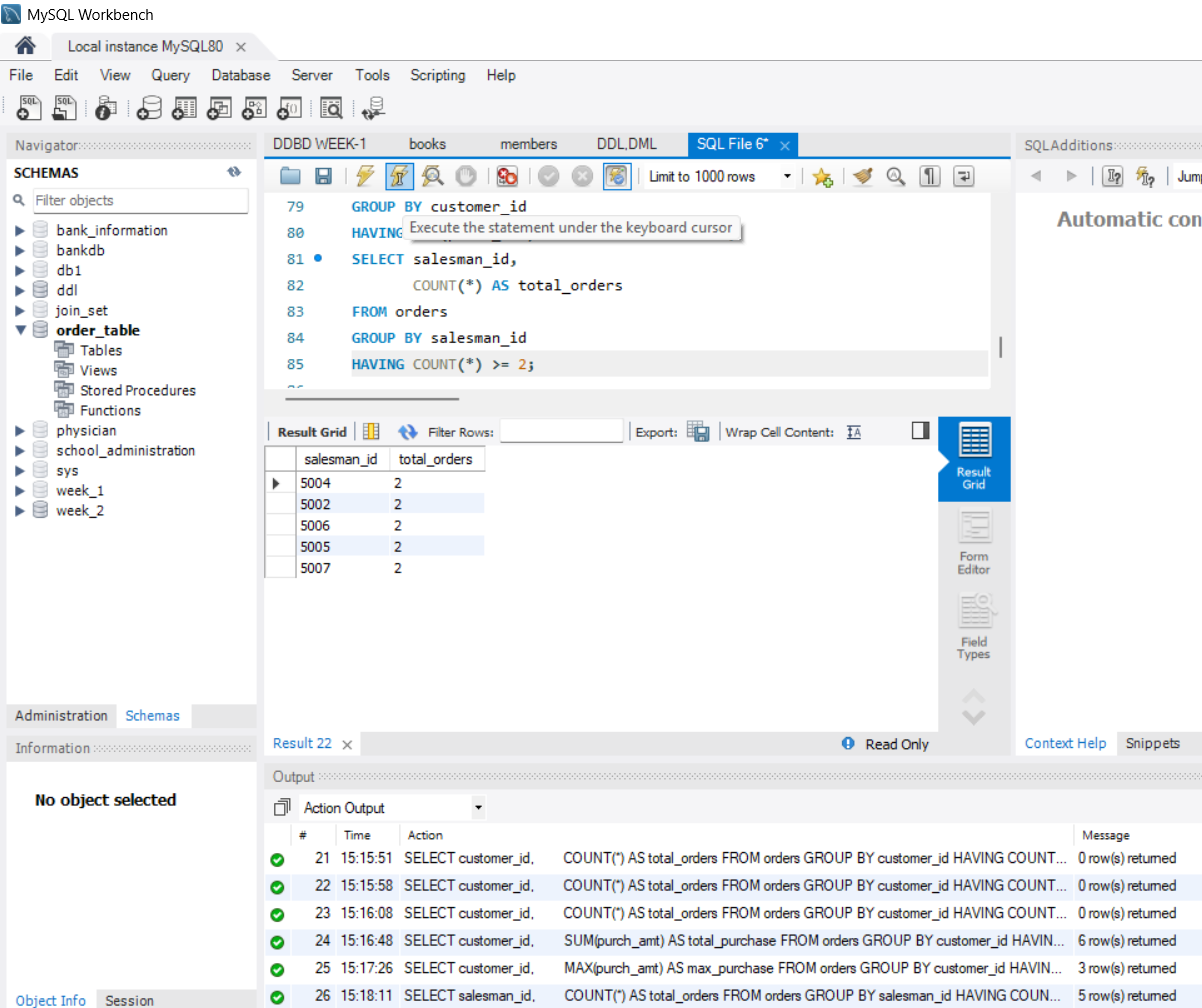 MySQL Workbench
Local instance MySQL80
File Edit View Query Database Server Tools Scripting Help
Navigator
SCHEMAS
Filter objects
bank_information
bankdb
db1
ddl
join_set
order_table
Tables
Views
Stored Procedures
Functions
physician
school_administration
sys
week_1
week_2
Administration Schemas
Information
No object selected
Object Info Session
DDBD WEEK-1 books members DDL,DML SQL File 6*
Limit to 1000 rows
79 GROUP BY customer_id
Execute the statement under the keyboard cursor
80 HAVING
81 SELECT salesman_id,
82 COUNT(*) AS total_orders
83 FROM orders
84 GROUP BY salesman_id
85 HAVING COUNT(*) >= 2;
Result Grid Filter Rows: Export: Wrap Cell Content:
salesman_id total_orders
5004 2
5002 2
5006 2
5005 2
5007 2
Result Grid
Form Editor
Field Types
Result 22 Read Only
SQLAdditions
Jump
Automatic con
Context Help Snippets
Output
Action Output
# Time Action Message
21 15:15:51 SELECT customer_id, COUNT(*) AS total_orders FROM orders GROUP BY customer_id HAVING COUNT... 0 row(s) returned
22 15:15:58 SELECT customer_id, COUNT(*) AS total_orders FROM orders GROUP BY customer_id HAVING COUNT... 0 row(s) returned
23 15:16:08 SELECT customer_id, COUNT(*) AS total_orders FROM orders GROUP BY customer_id HAVING COUNT... 0 row(s) returned
24 15:16:48 SELECT customer_id, SUM(purch_amt) AS total_purchase FROM orders GROUP BY customer_id HAVIN... 6 row(s) returned
25 15:17:26 SELECT customer_id, MAX(purch_amt) AS max_purchase FROM orders GROUP BY customer_id HAVIN... 3 row(s) returned
26 15:18:11 SELECT salesman_id, COUNT(*) AS total_orders FROM orders GROUP BY salesman_id HAVING COUN... 5 row(s) returned